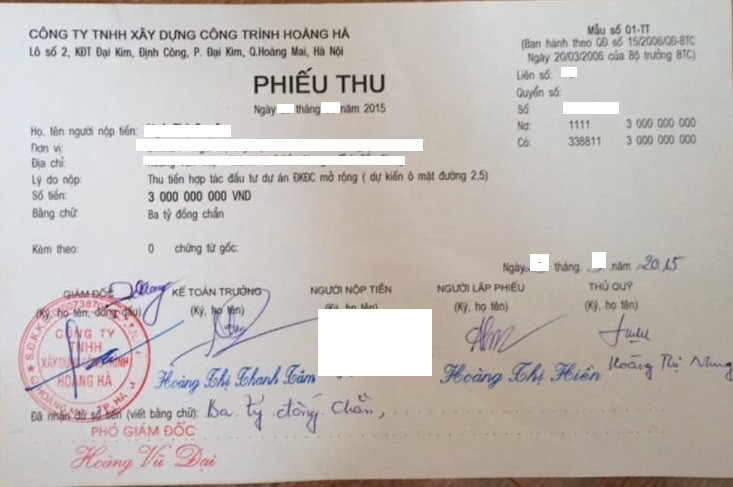 CÔNG TY TNHH XÂY DỰNG CÔNG TRÌNH HOÀNG HÀ
Lô số 2, KĐT Đại Kim, Định Công, P. Đại Kim, Q.Hoàng Mai, Hà Nội
Mẫu số 01-TT
(Ban hành theo QĐ số 15/2006/QĐ-BTC
Ngày 20/03/2006 của Bộ trưởng BTC)
PHIẾU THU
Ngày tháng năm 2015
Liên số:
Quyển số:
Số:
Nợ: 1111 3 000 000 000
Có: 338811 3 000 000 000
Họ, tên người nộp tiền:
Đơn vị:
Địa chỉ:
Lý do nộp: Thu tiền hợp tác đầu tư dự án ĐKĐC mở rộng ( dự kiến ô mặt đường 2,5)
Số tiền: 3 000 000 000 VND
Bằng chữ: Ba tỷ đồng chẵn
Kèm theo: 0 chứng từ gốc:
Ngày tháng. năm 2015
GIÁM ĐỐC KẾ TOÁN TRƯỞNG NGƯỜI NỘP TIỀN NGƯỜI LẬP PHIẾU THỦ QUỸ
(Ký, họ tên, đóng dấu) (Ký, họ tên) (Ký, họ tên) (Ký, họ tên) (Ký, họ tên)
CÔNG TY
TNHH
XÂY DỰNG CÔNG TRÌNH
HOÀNG HÀ
Hoàng Thị Thanh Tâm Hoàng Thị Hiền Hoàng Thị Nhung
Đã nhận đủ số tiền (viết bằng chữ): Ba tỷ đồng chẵn,
PHÓ GIÁM ĐỐC
Hoàng Vũ Đại